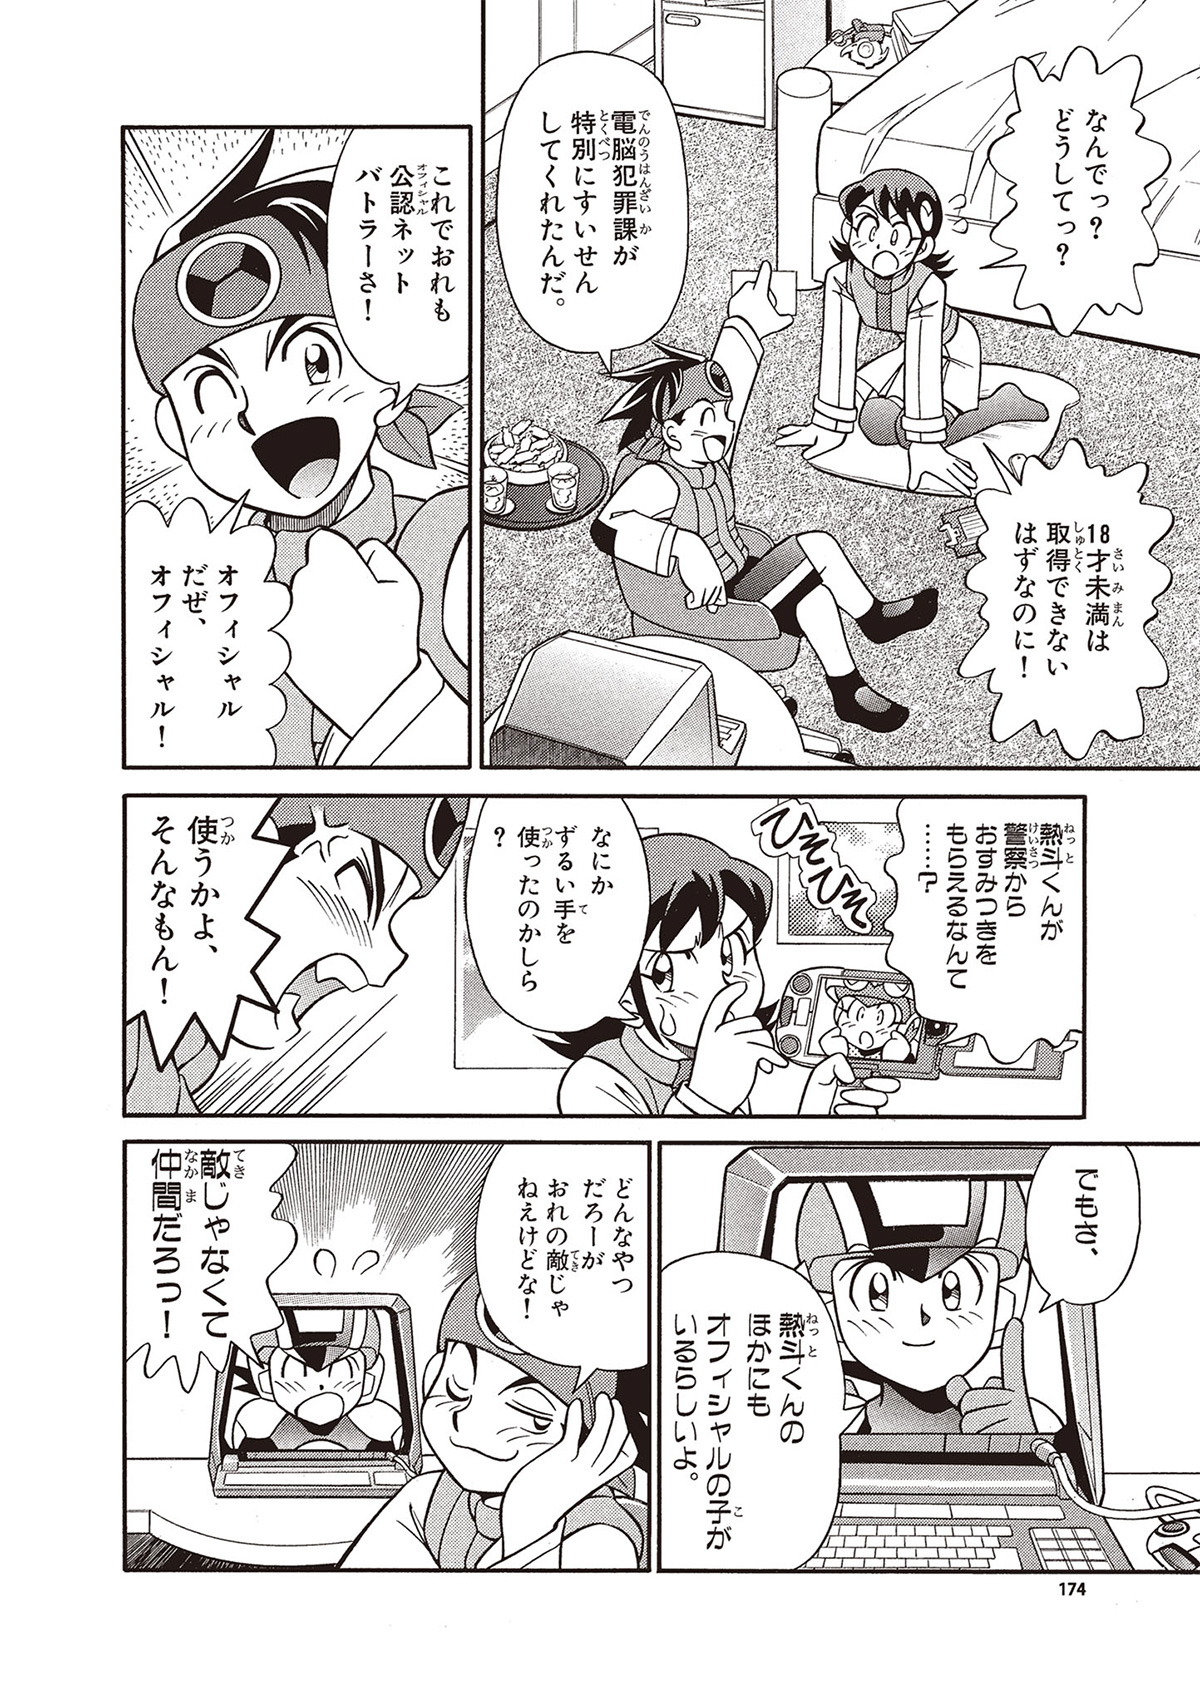 なんでっ?
どうしてっ?
18才未満は
取得できない
はずなのに!
電脳犯罪課が
特別にすいせん
してくれたんだ。
これでおれも
公認ネット
バトラーさ!
オフィシャル
だぜ、
オフィシャル!
熱斗くんが
警察から
おすみつきを
もらえるなんて
……?
ひそひそ
なにか
ずるい手を
使ったのかしら
?
使うかよ、
そんなもん!
でもさ、
熱斗くんの
ほかにも
オフィシャルの子が
いるらしいよ。
どんなやつ
だろーが
おれの敵じゃ
ねえけどな!
敵じゃなくて
仲間だろっ!
174